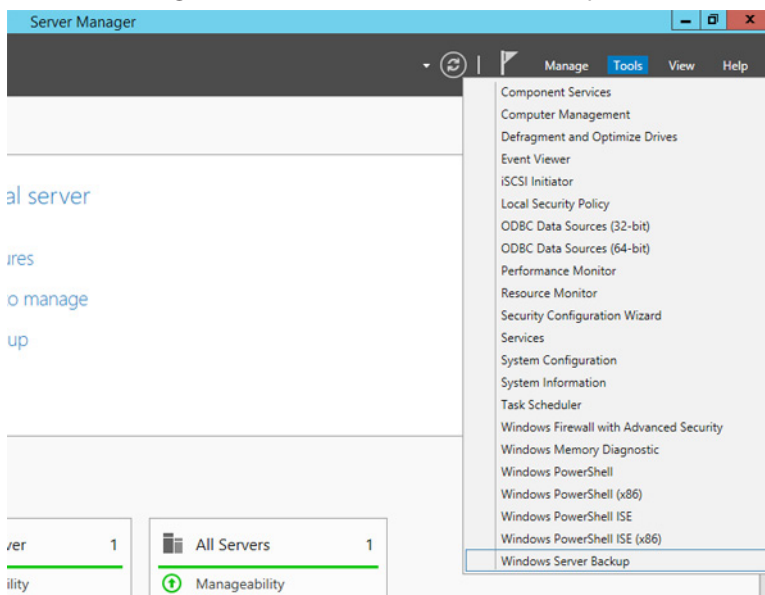 Server Manager
Manage Tools View Help
Component Services
Computer Management
Defragment and Optimize Drives
Event Viewer
iSCSI Initiator
Local Security Policy
ODBC Data Sources (32-bit)
ODBC Data Sources (64-bit)
Performance Monitor
Resource Monitor
Security Configuration Wizard
Services
System Configuration
System Information
Task Scheduler
Windows Firewall with Advanced Security
Windows Memory Diagnostic
Windows PowerShell
Windows PowerShell (x86)
Windows PowerShell ISE
Windows PowerShell ISE (x86)
Windows Server Backup
al server
ures
o manage
up
ver 1
ility
All Servers 1
Manageability